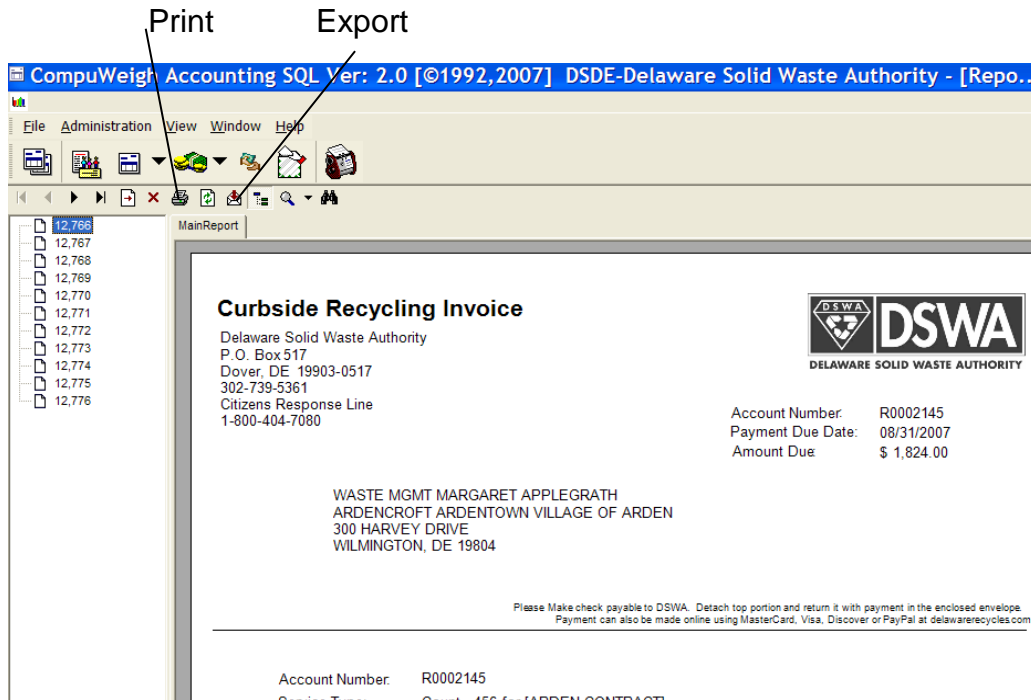 Print Export
CompuWeigh Accounting SQL Ver: 2.0 [©1992,2007] DSDE-Delaware Solid Waste Authority - [Repo...
File Administration View Window Help
12,766
12,767
12,768
12,769
12,770
12,771
12,772
12,773
12,774
12,775
12,776
MainReport
Curbside Recycling Invoice
Delaware Solid Waste Authority
P.O. Box 517
Dover, DE 19903-0517
302-739-5361
Citizens Response Line
1-800-404-7080
DSWA
DSWA
DELAWARE SOLID WASTE AUTHORITY
Account Number: R0002145
Payment Due Date: 08/31/2007
Amount Due: $ 1,824.00
WASTE MGMT MARGARET APPLEGRATH
ARDENCROFT ARDENTOWN VILLAGE OF ARDEN
300 HARVEY DRIVE
WILMINGTON, DE 19804
Please Make check payable to DSWA. Detach top portion and return it with payment in the enclosed envelope.
Payment can also be made online using MasterCard, Visa, Discover or PayPal at delawarerecycles.com
Account Number: R0002145
Service Type: Count - 456 for [ARDEN CONTRACT]